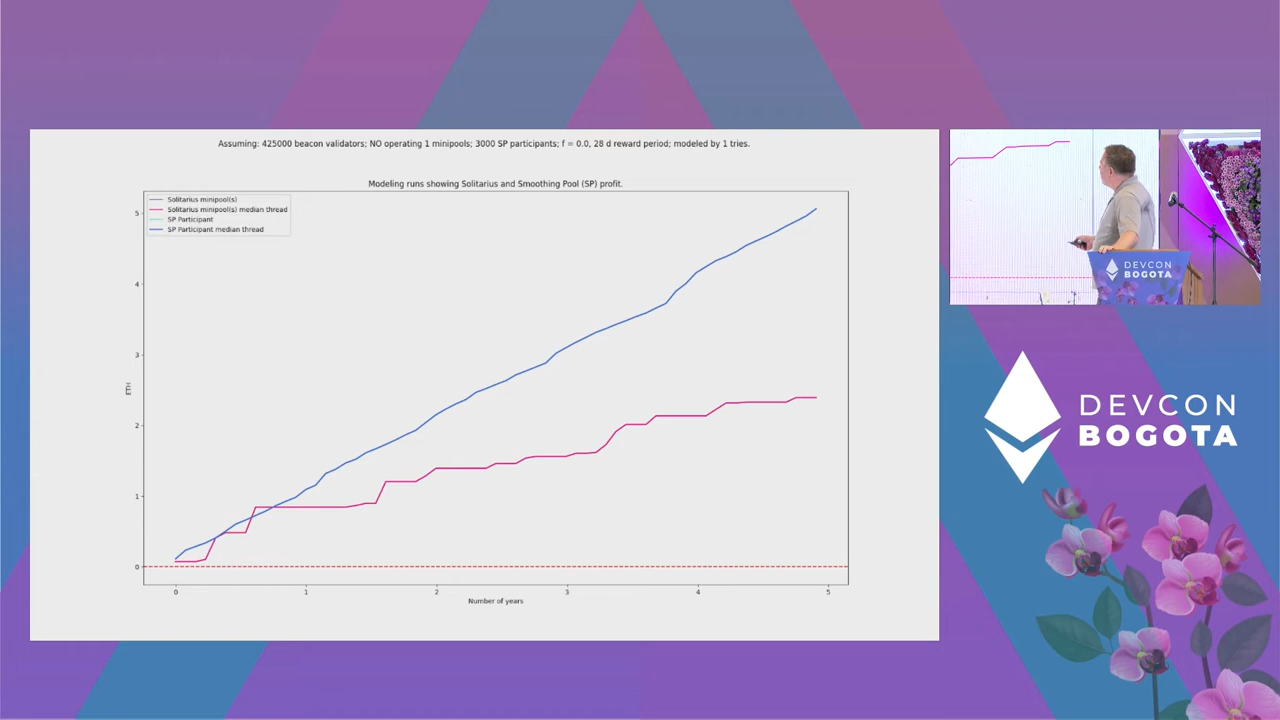 Assuming: 425000 beacon validators; NO operating 1 minipools; 3000 SP participants; f = 0.0, 28 d reward period; modeled by 1 tries.
Modeling runs showing Solitarius and Smoothing Pool (SP) profit.
Solitarius minipool(s)
Solitarius minipool(s) median thread
SP Participant
SP Participant median thread
5
4
3
2
1
0
ETH
0 1 2 3 4 5
Number of years
DEVCON
BOGOTA
DEVCON
BOGOTA